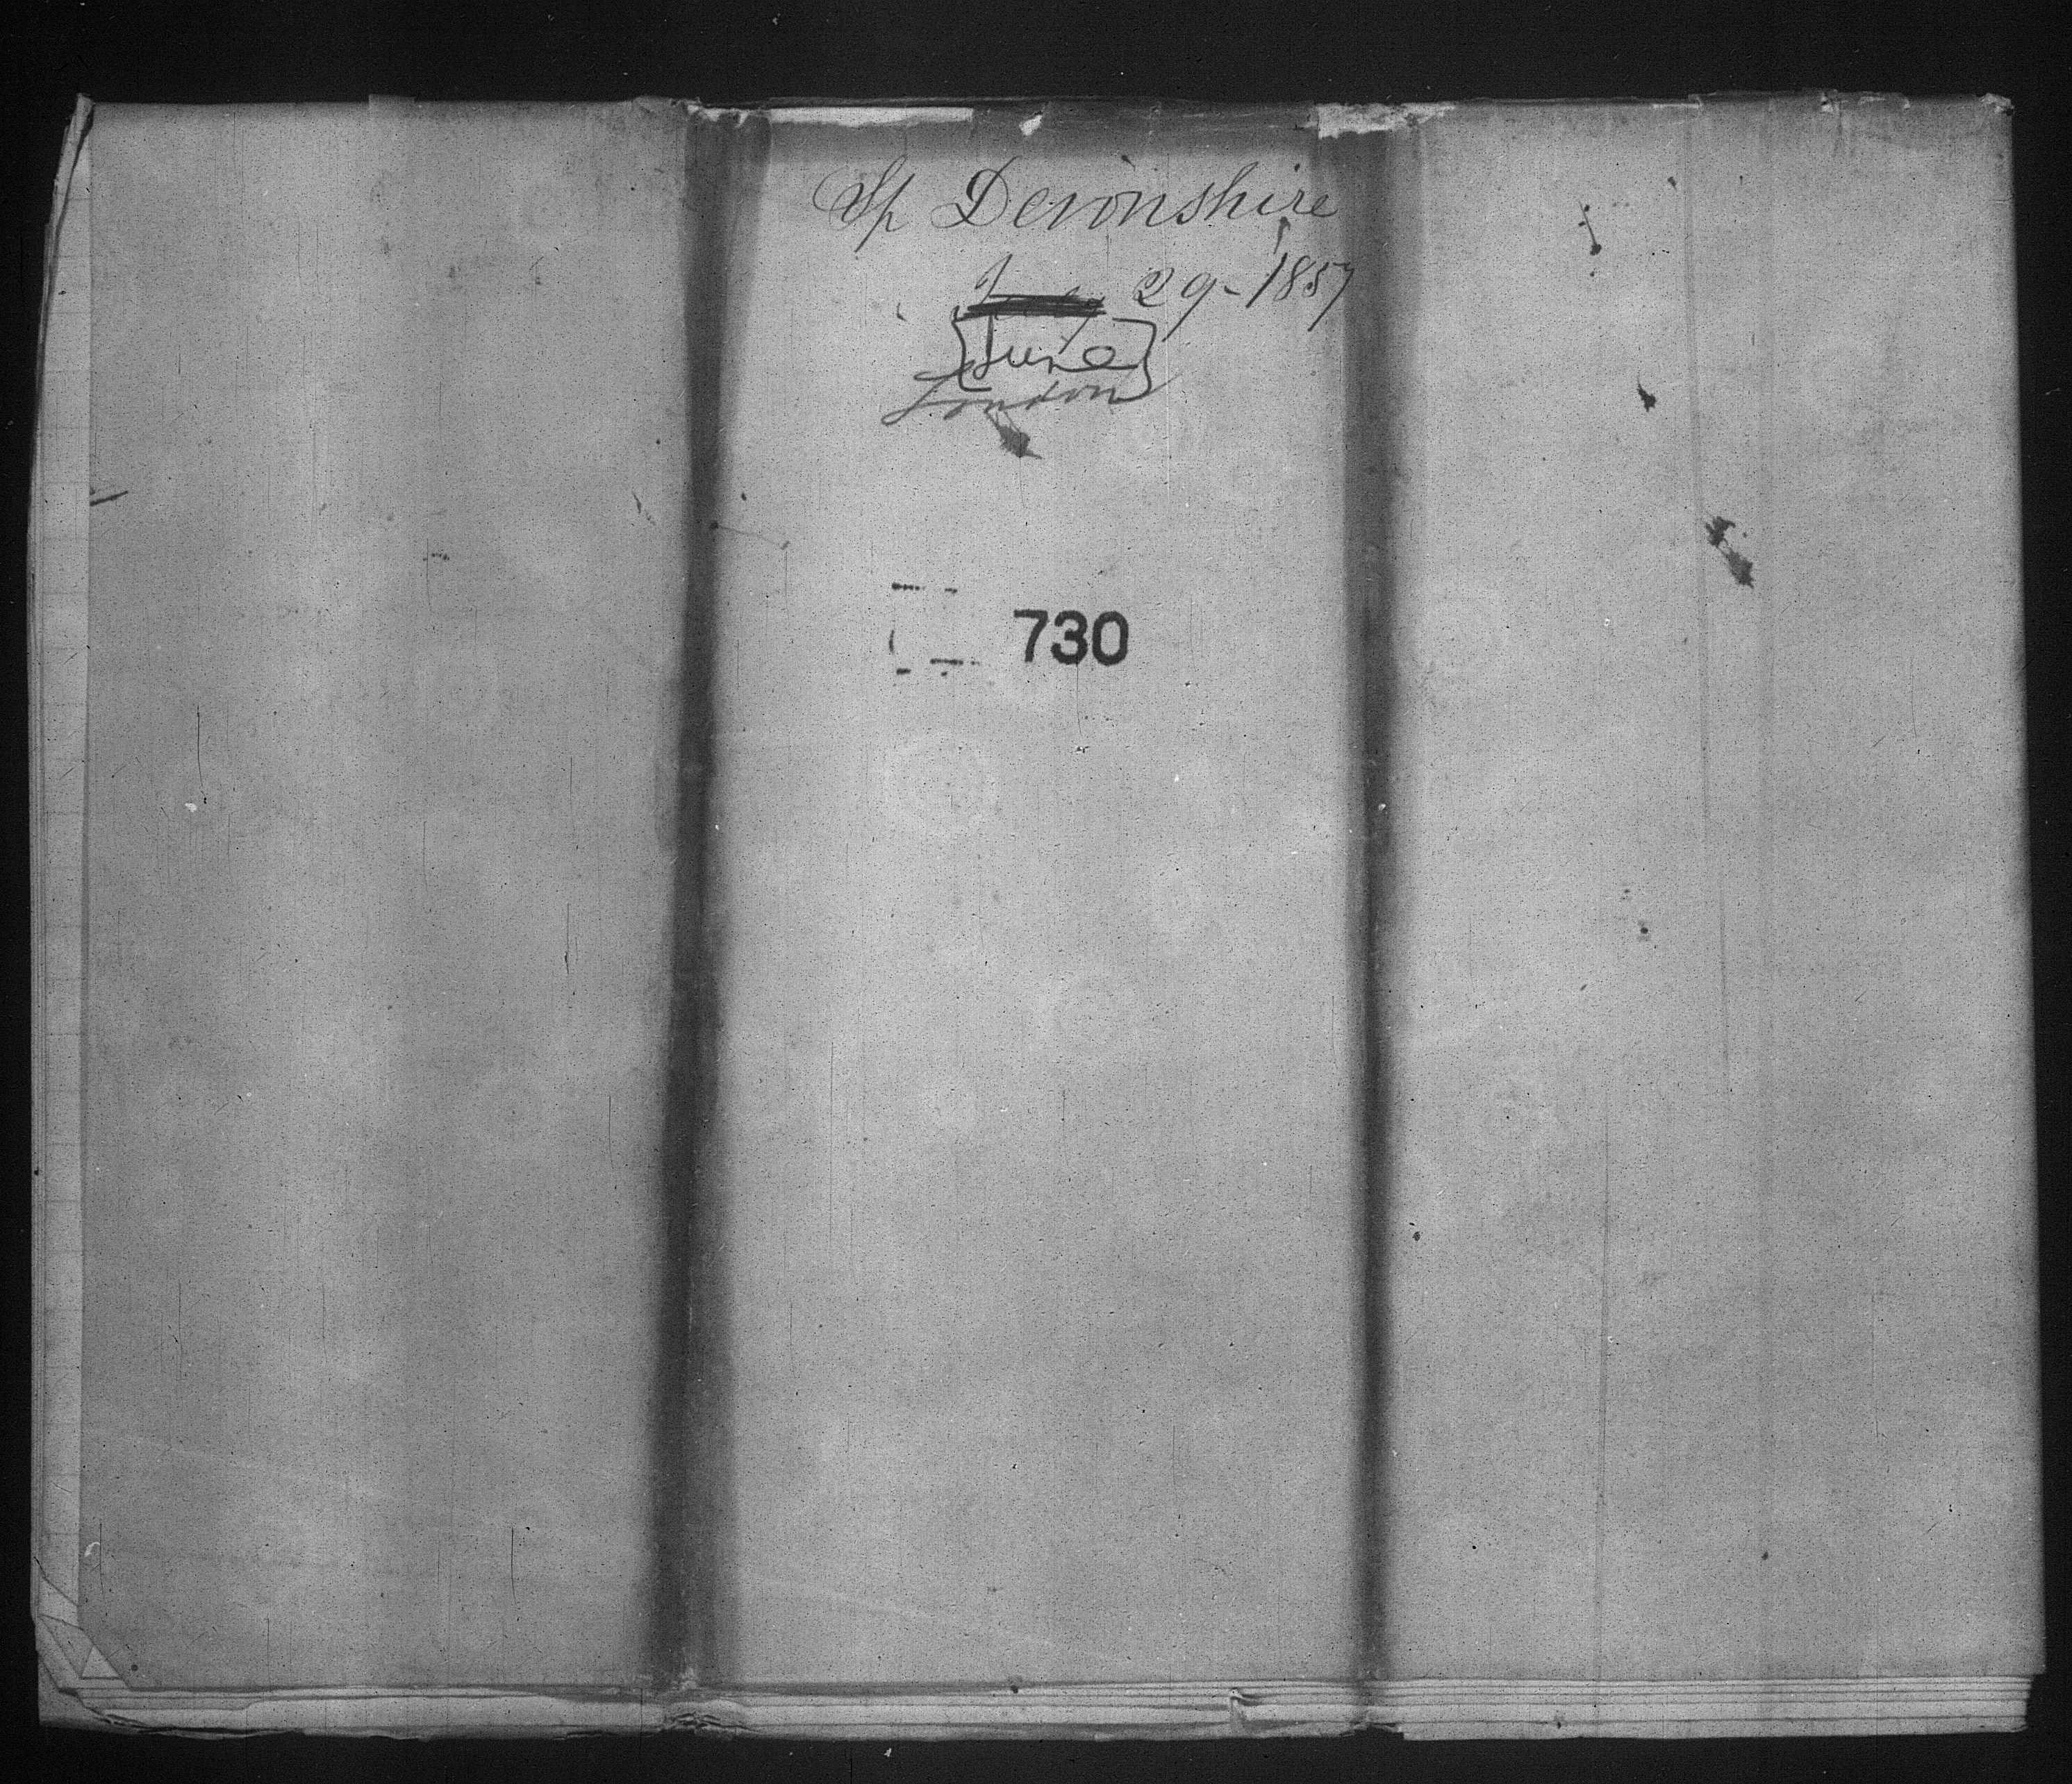 Sp Devonshire
29-1857
[June]
London
730